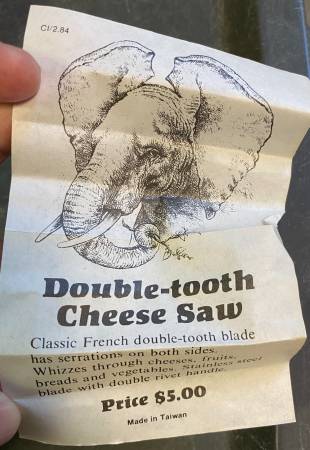 CI/2.84
Double-tooth
Cheese Saw
Classic French double-tooth blade
has serrations on both sides.
Whizzes through cheeses, fruits,
breads and vegetables. Stainless steel
blade with double rivet handle.
Price $5.00
Made in Taiwan